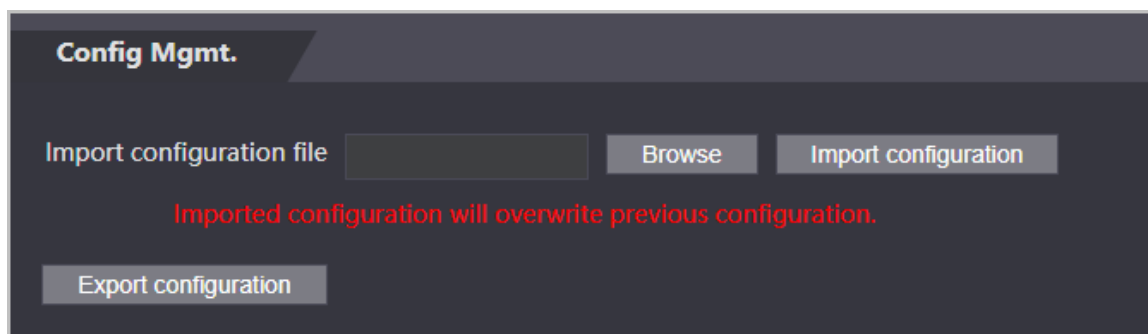 Config Mgmt.
Import configuration file Browse Import configuration
Imported configuration will overwrite previous configuration.
Export configuration